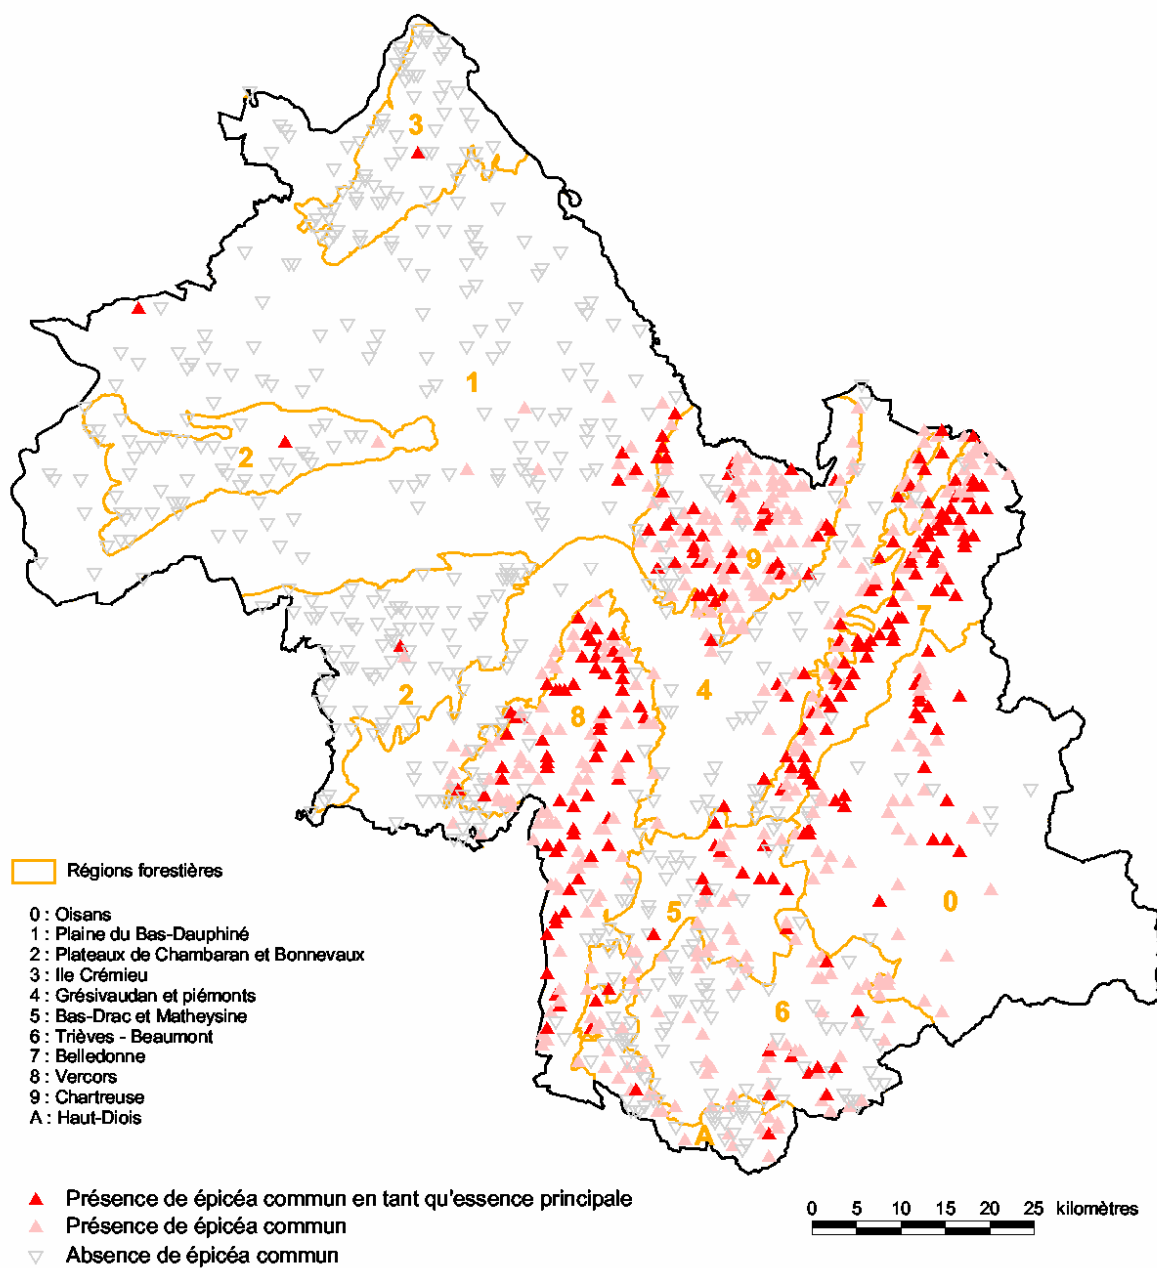 3
1
2
9
7
4
2
8
0
5
6
A
Régions forestières
0 : Oisans
1 : Plaine du Bas-Dauphiné
2 : Plateaux de Chambaran et Bonnevaux
3 : Ile Crémieu
4 : Grésivaudan et piémonts
5 : Bas-Drac et Matheysine
6 : Trièves - Beaumont
7 : Belledonne
8 : Vercors
9 : Chartreuse
A : Haut-Diois
Présence de épicéa commun en tant qu'essence principale
Présence de épicéa commun
Absence de épicéa commun
0 5 10 15 20 25 kilomètres